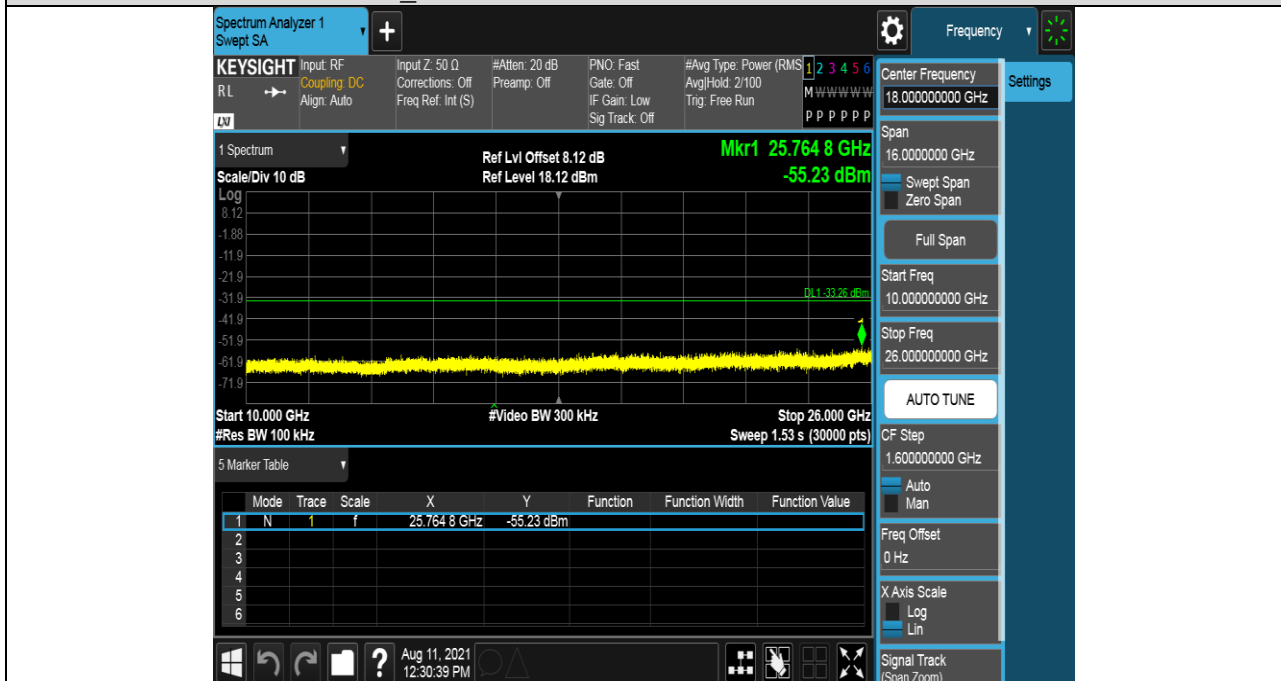 Spectrum Analyzer 1
Swept SA
+
Frequency
KEYSIGHT
RL
LXI
Input: RF
Coupling: DC
Align: Auto
Input Z: 50 Ω
Corrections: Off
Freq Ref: Int (S)
#Atten: 20 dB
Preamp: Off
PNO: Fast
Gate: Off
IF Gain: Low
Sig Track: Off
#Avg Type: Power (RMS
Avg|Hold: 2/100
Trig: Free Run
1 2 3 4 5 6
M W W W W W
P P P P P P
Center Frequency
18.000000000 GHz
Settings
Span
16.0000000 GHz
Swept Span
Zero Span
Full Span
Start Freq
10.000000000 GHz
Stop Freq
26.000000000 GHz
AUTO TUNE
CF Step
1.600000000 GHz
Auto
Man
Freq Offset
0 Hz
X Axis Scale
Log
Lin
Signal Track
(Span Zoom)
1 Spectrum
Scale/Div 10 dB
Ref Lvl Offset 8.12 dB
Ref Level 18.12 dBm
Mkr1 25.764 8 GHz
-55.23 dBm
Log
8.12
-1.88
-11.9
-21.9
-31.9
-41.9
-51.9
-61.9
-71.9
DL1 -33.26 dBm
1
Start 10.000 GHz
#Video BW 300 kHz
Stop 26.000 GHz
#Res BW 100 kHz
Sweep 1.53 s (30000 pts)
5 Marker Table
Mode Trace Scale X Y Function Function Width Function Value
1 N 1 f 25.764 8 GHz -55.23 dBm
2
3
4
5
6
?
Aug 11, 2021
12:30:39 PM